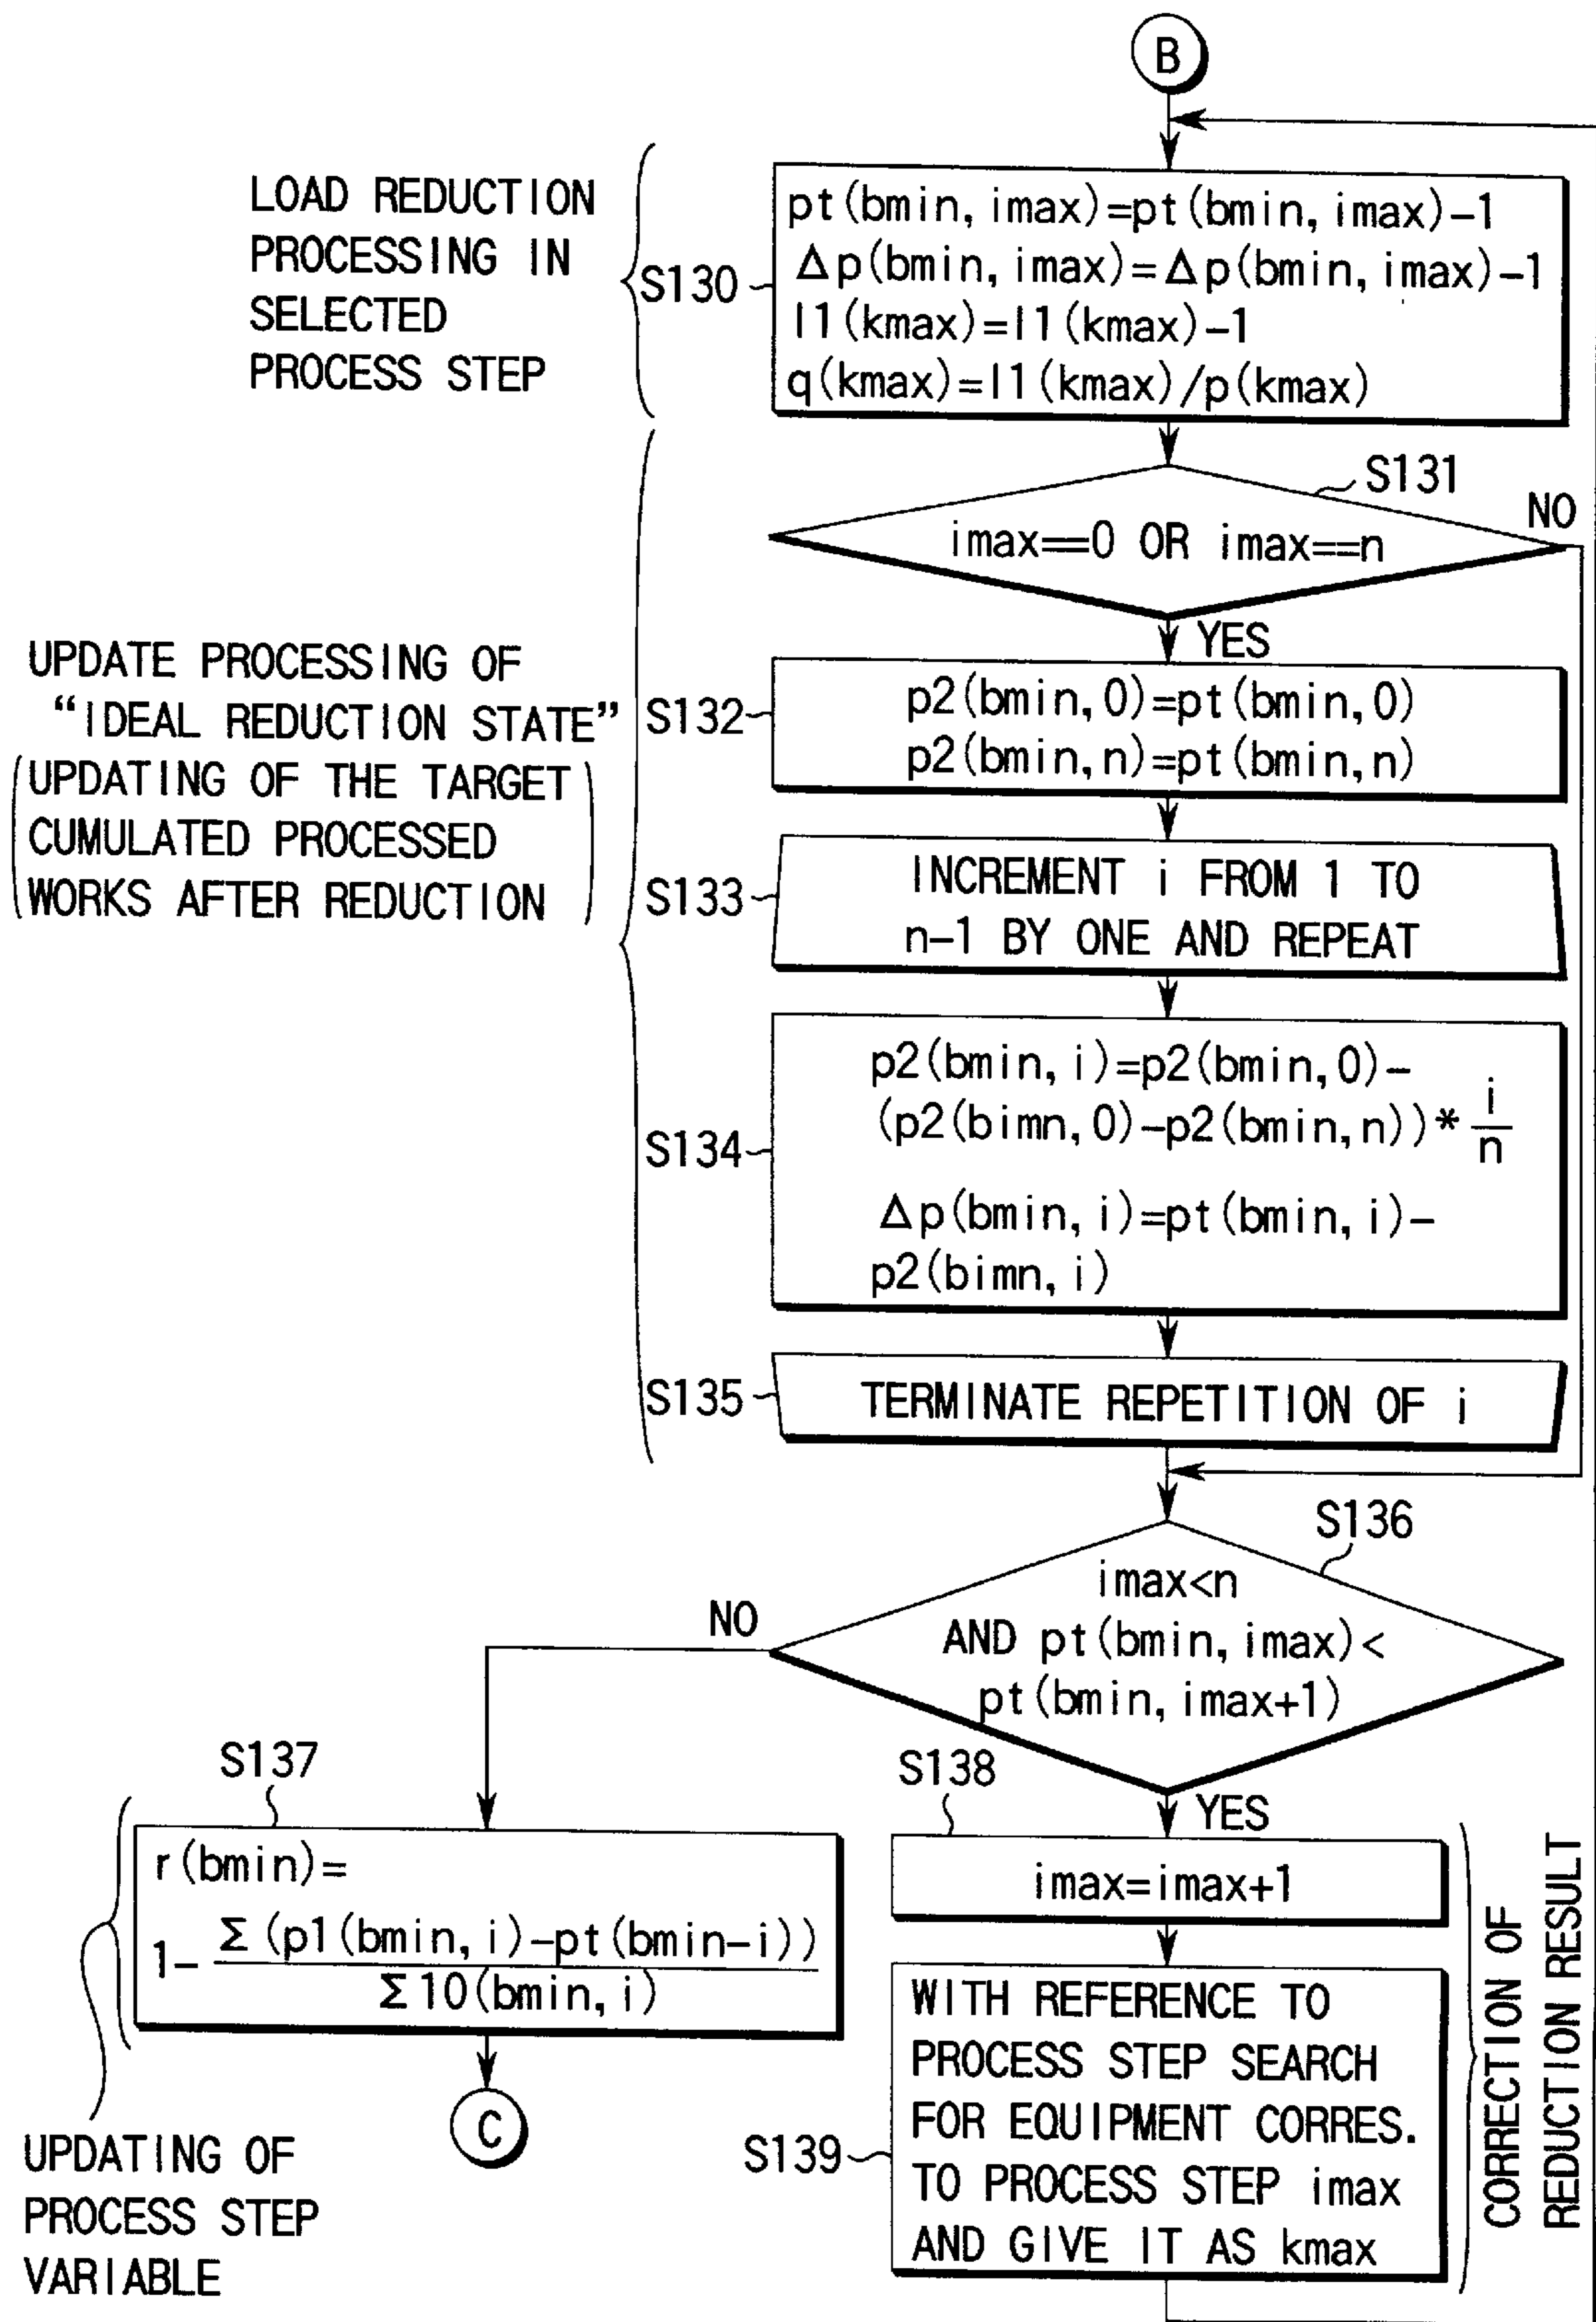 B
LOAD REDUCTION
PROCESSING IN
SELECTED
PROCESS STEP
S130
pt(bmin, imax)=pt(bmin, imax)-1
Δp(bmin, imax)=Δp(bmin, imax)-1
l1(kmax)=l1(kmax)-1
q(kmax)=l1(kmax)/p(kmax)
S131
imax==0 OR imax==n
NO
YES
UPDATE PROCESSING OF
“IDEAL REDUCTION STATE”
(UPDATING OF THE TARGET
CUMULATED PROCESSED
WORKS AFTER REDUCTION)
S132
p2(bmin, 0)=pt(bmin, 0)
p2(bmin, n)=pt(bmin, n)
S133
INCREMENT i FROM 1 TO
n-1 BY ONE AND REPEAT
S134
p2(bmin, i)=p2(bmin, 0)-
(p2(bimn, 0)-p2(bmin, n))* i/n
Δp(bmin, i)=pt(bmin, i)-
p2(bimn, i)
S135
TERMINATE REPETITION OF i
S136
imax<n
AND pt(bmin, imax)<
pt(bmin, imax+1)
NO
YES
S137
r(bmin)=
1- Σ(p1(bmin, i)-pt(bmin-i))
Σ10(bmin, i)
C
UPDATING OF
PROCESS STEP
VARIABLE
S138
imax=imax+1
S139
WITH REFERENCE TO
PROCESS STEP SEARCH
FOR EQUIPMENT CORRES.
TO PROCESS STEP imax
AND GIVE IT AS kmax
CORRECTION OF
REDUCTION RESULT